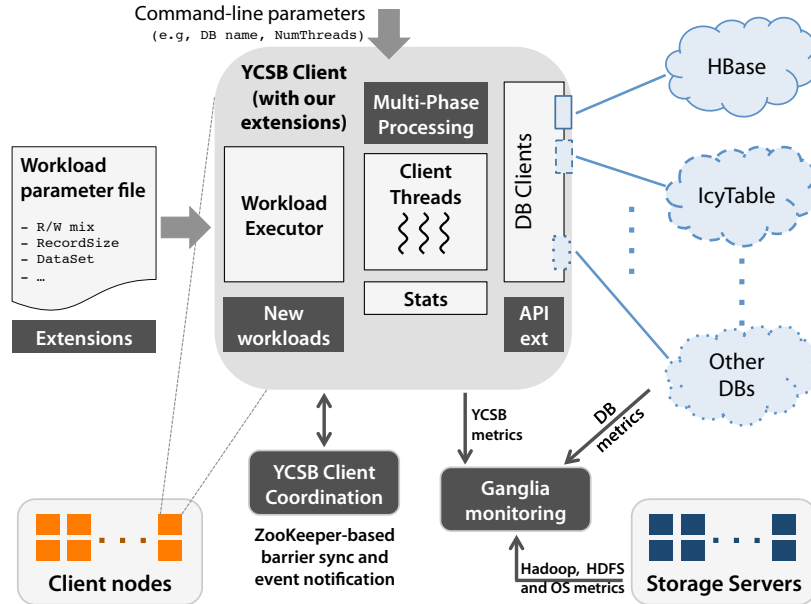 Command-line parameters
(e.g, DB name, NumThreads)
YCSB Client
(with our
extensions)
Multi-Phase
Processing
DB Clients
HBase
Workload
parameter file
- R/W mix
- RecordSize
- DataSet
- …
Extensions
Workload
Executor
Client
Threads
Stats
New
workloads
API
ext
IcyTable
Other
DBs
YCSB
metrics
DB
metrics
YCSB Client
Coordination
ZooKeeper-based
barrier sync and
event notification
Ganglia
monitoring
Hadoop, HDFS
and OS metrics
Client nodes
Storage Servers